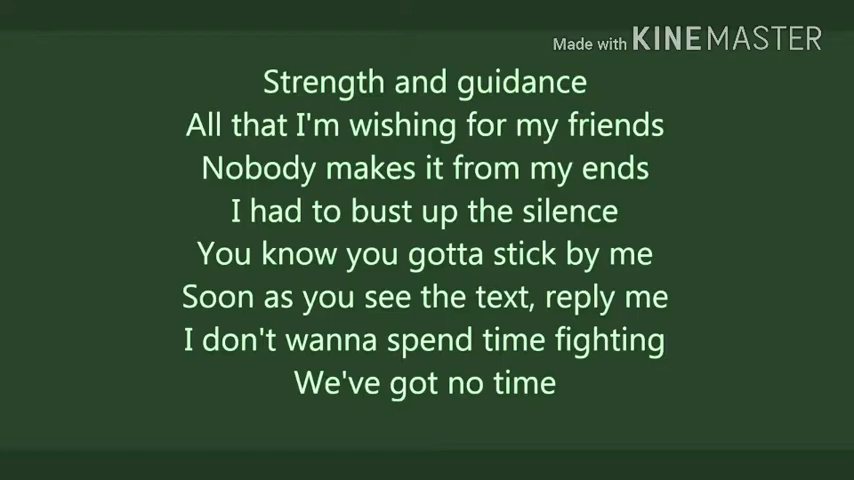 Made with KINEMASTER
Strength and guidance
All that I'm wishing for my friends
Nobody makes it from my ends
I had to bust up the silence
You know you gotta stick by me
Soon as you see the text, reply me
I don't wanna spend time fighting
We've got no time